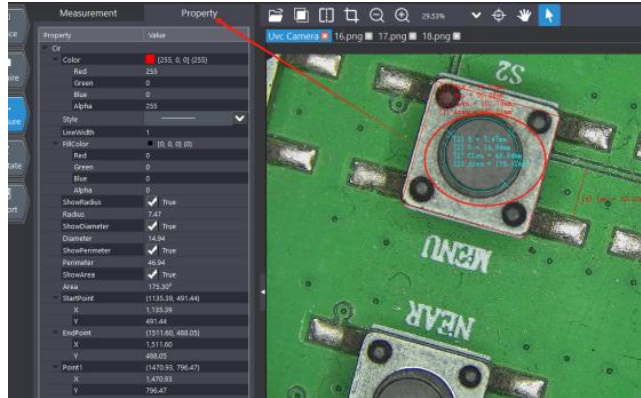 Measurement Property
29.53%
Uvc Camera 16.png 17.png 18.png
Property Value
Cir
Color [255, 0, 0] (255)
Red 255
Green 0
Blue 0
Alpha 255
Style
LineWidth 1
FillColor [0, 0, 0] (0)
Red 0
Green 0
Blue 0
Alpha 0
ShowRadius True
Radius 7.47
ShowDiameter True
Diameter 14.94
ShowPerimeter True
Perimeter 46.94
ShowArea True
Area 175.30°
StartPoint (1135.39, 491.44)
X 1,135.39
Y 491.44
EndPoint (1511.60, 488.05)
X 1,511.60
Y 488.05
Point1 (1470.93, 796.47)
X 1,470.93
Y 796.47
S2
MENU
NEAR